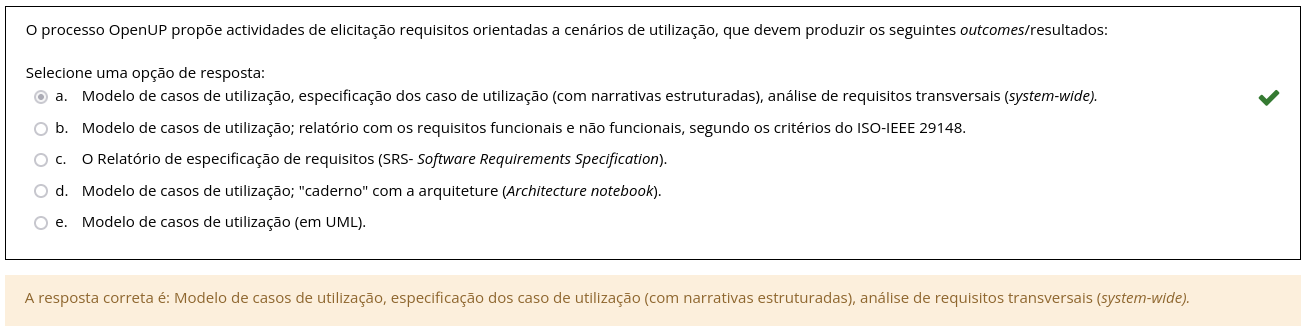 O processo OpenUP propõe actividades de elicitação requisitos orientadas a cenários de utilização, que devem produzir os seguintes outcomes/resultados:
Selecione uma opção de resposta:
a. Modelo de casos de utilização, especificação dos caso de utilização (com narrativas estruturadas), análise de requisitos transversais (system-wide).
b. Modelo de casos de utilização; relatório com os requisitos funcionais e não funcionais, segundo os critérios do ISO-IEEE 29148.
c. O Relatório de especificação de requisitos (SRS- Software Requirements Specification).
d. Modelo de casos de utilização; "caderno" com a arquiteture (Architecture notebook).
e. Modelo de casos de utilização (em UML).
A resposta correta é: Modelo de casos de utilização, especificação dos caso de utilização (com narrativas estruturadas), análise de requisitos transversais (system-wide).